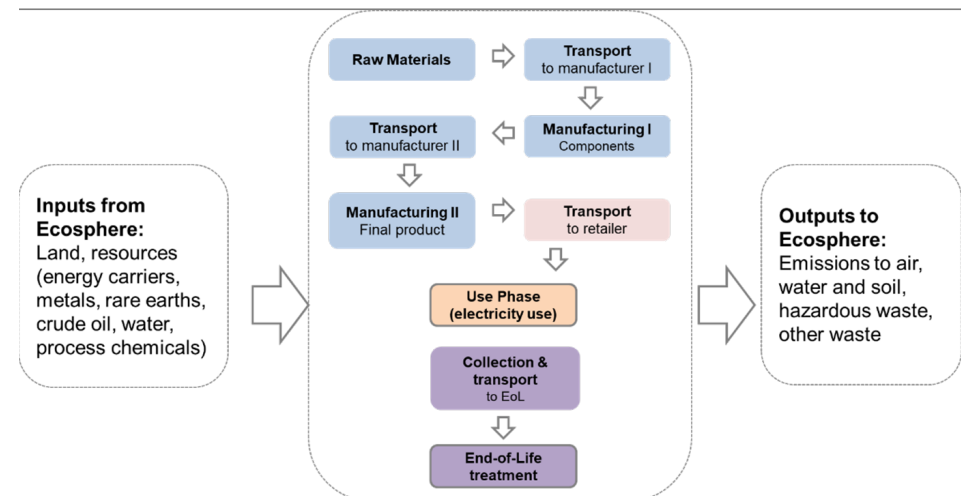 Raw Materials
Transport
to manufacturer I
Transport
to manufacturer II
Manufacturing I
Components
Manufacturing II
Final product
Transport
to retailer
Use Phase
(electricity use)
Collection &
transport
to EoL
End-of-Life
treatment
Inputs from
Ecosphere:
Land, resources
(energy carriers,
metals, rare earths,
crude oil, water,
process chemicals)
Outputs to
Ecosphere:
Emissions to air,
water and soil,
hazardous waste,
other waste